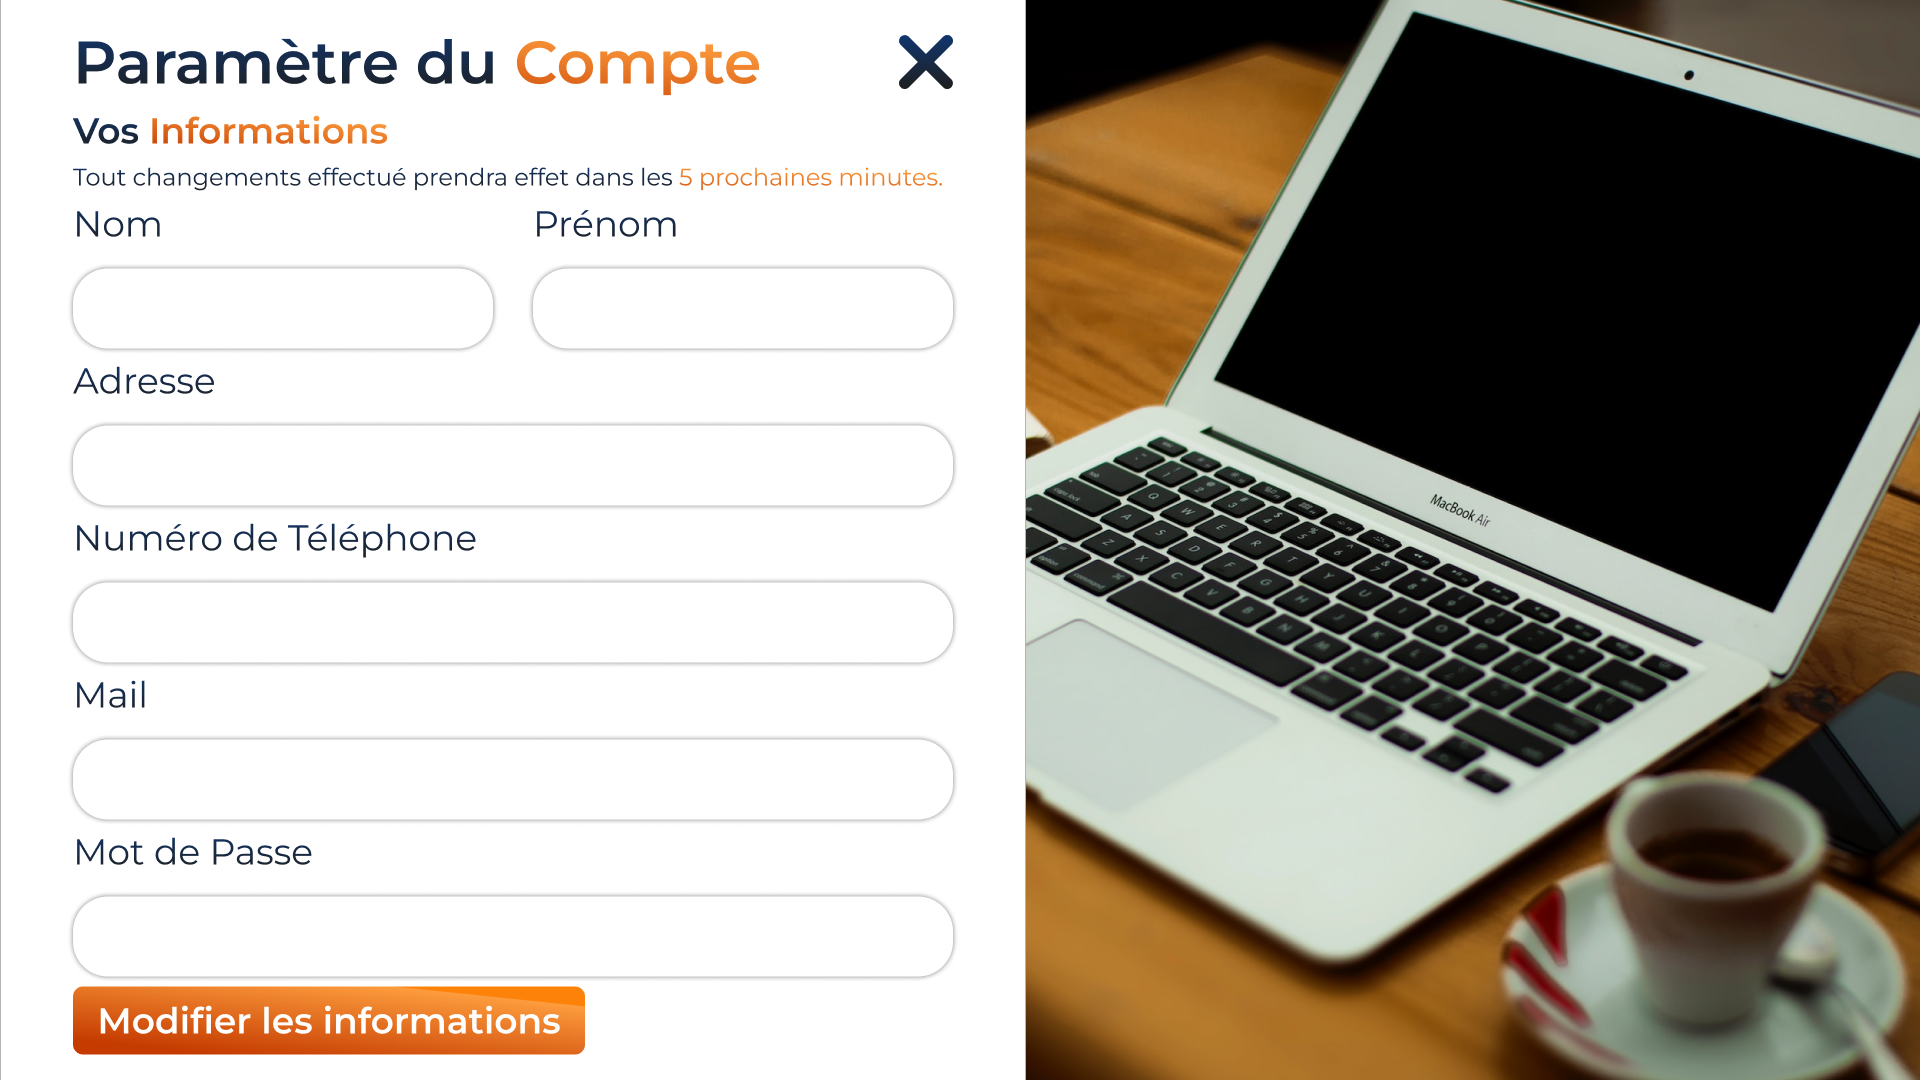 Paramètre du Compte
Vos Informations
Tout changements effectué prendra effet dans les 5 prochaines minutes.
Nom
Prénom
Adresse
Numéro de Téléphone
Mail
Mot de Passe
Modifier les informations
MacBook Air